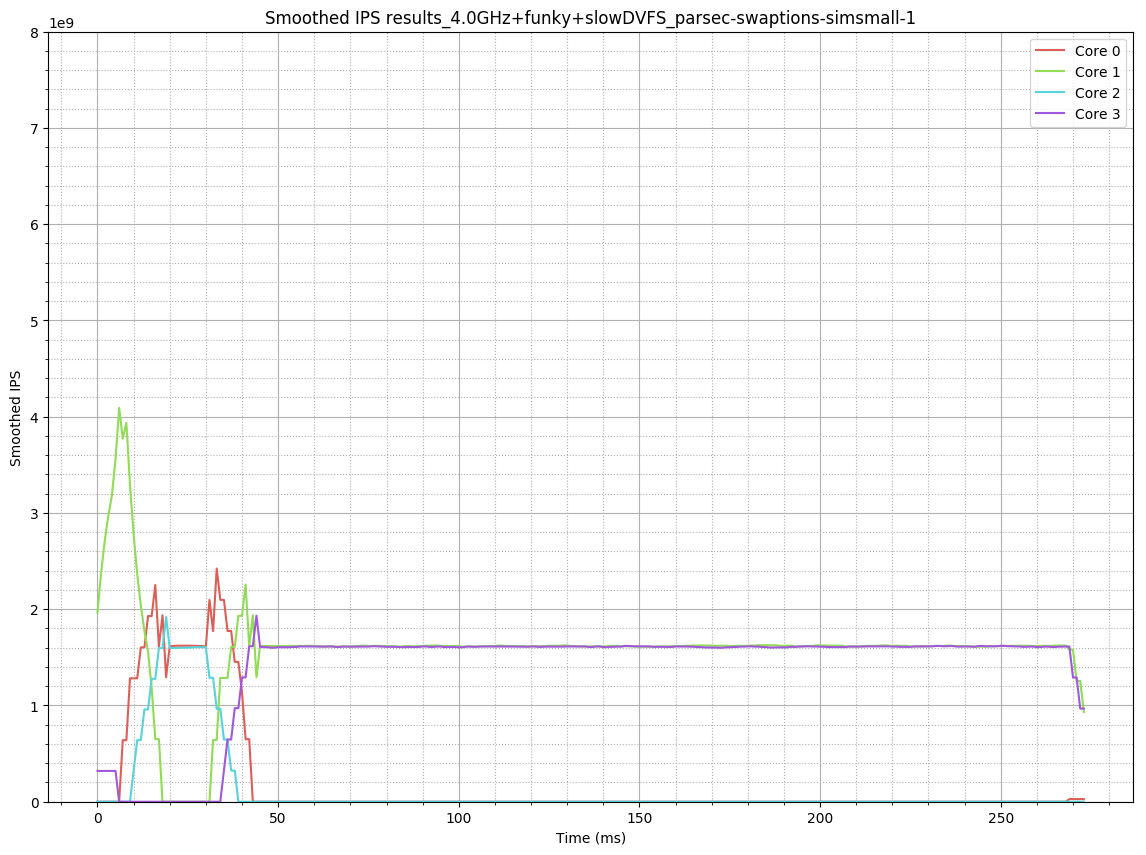 Smoothed IPS results_4.0GHz+funky+slowDVFS_parsec-swaptions-simsmall-1
1e9
8
7
6
5
4
3
2
1
0
Smoothed IPS
Core 0
Core 1
Core 2
Core 3
0 50 100 150 200 250
Time (ms)